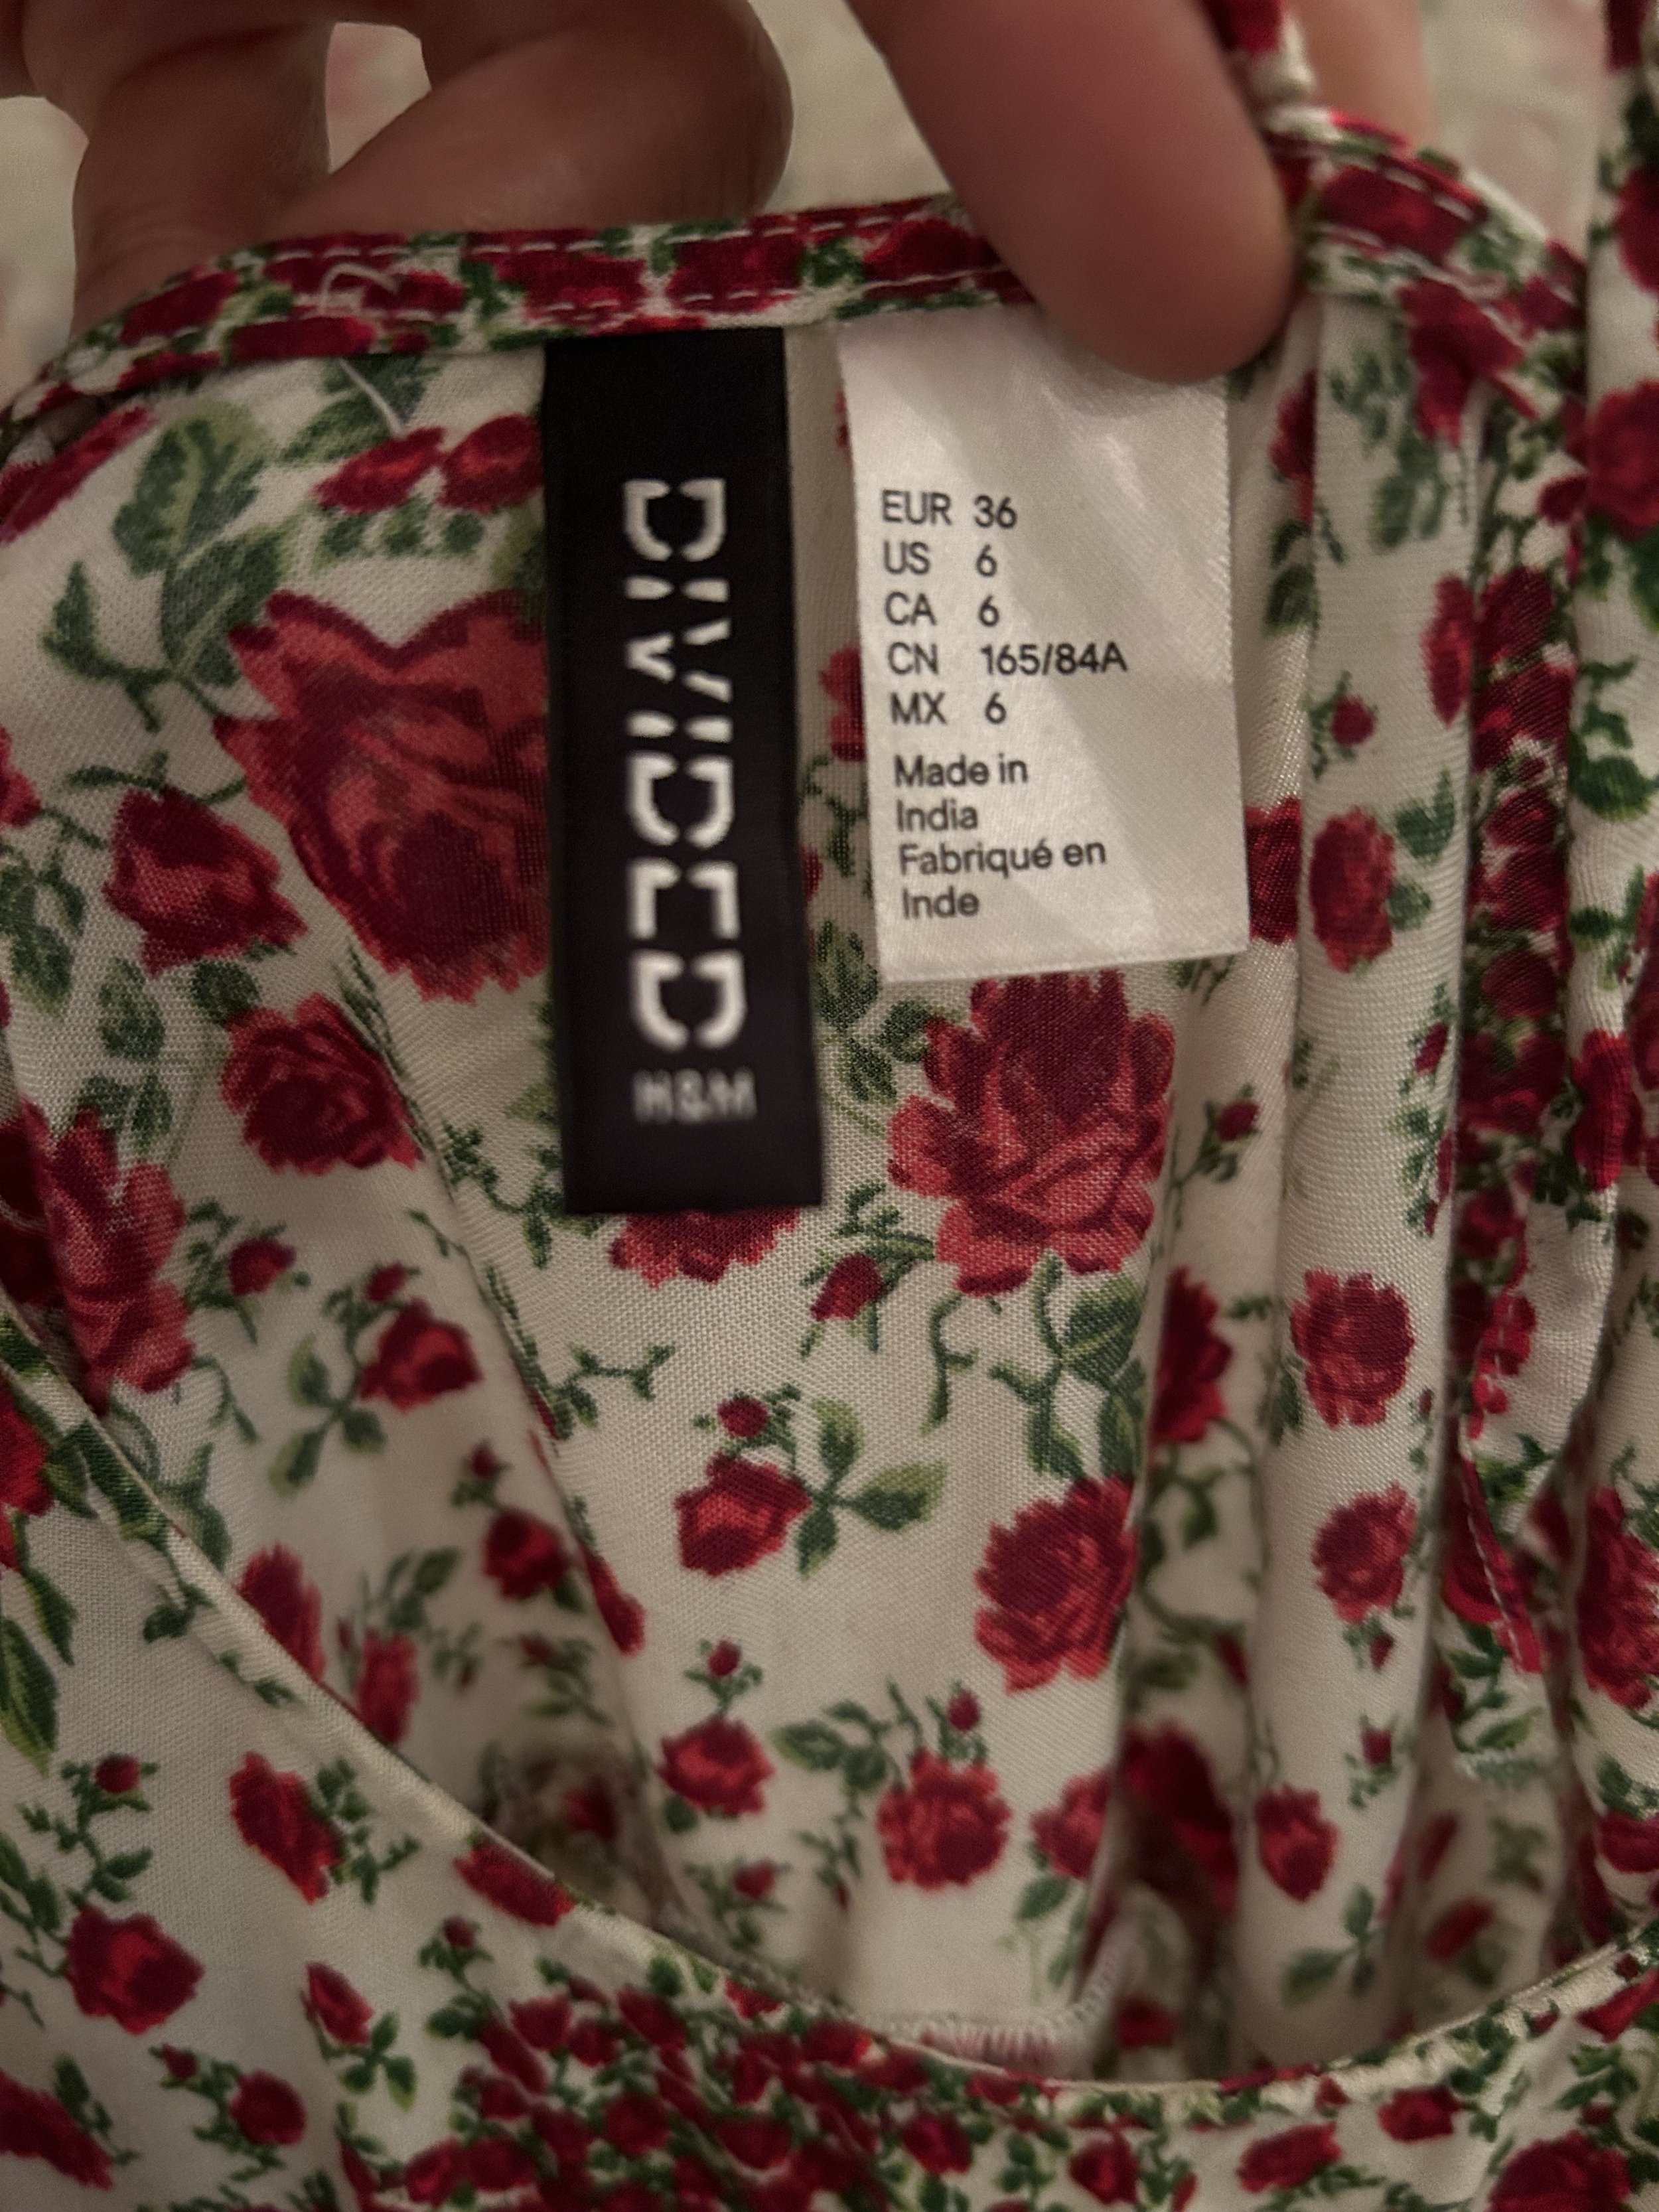 DIVIDED
H&M
EUR 36
US 6
CA 6
CN 165/84A
MX 6
Made in
India
Fabriqué en
Inde